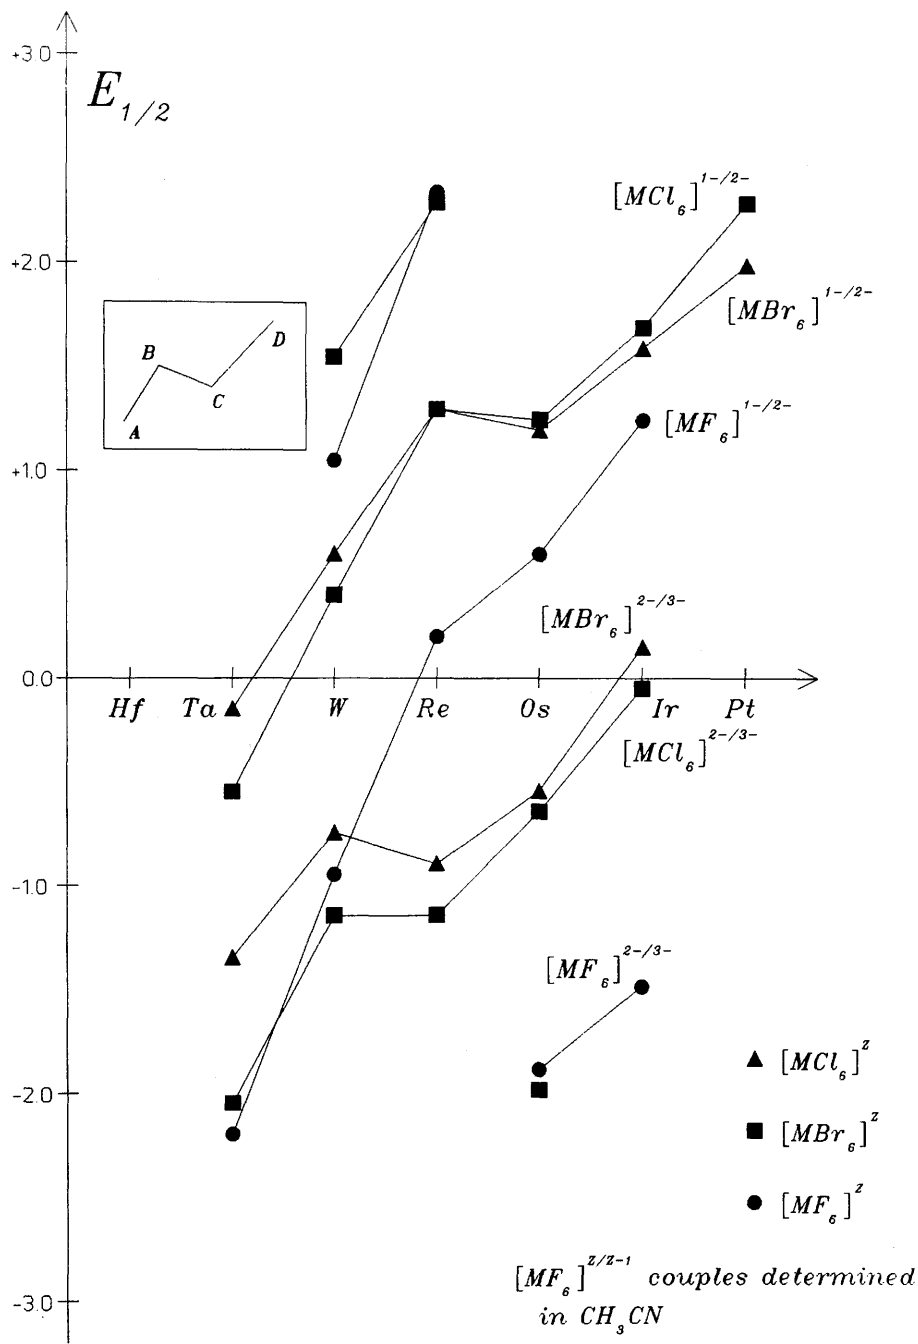 +3.0
E1/2
[MCl6]1-/2-
+2.0
[MBr6]1-/2-
B
D
C
A
[MF6]1-/2-
+1.0
[MBr6]2-/3-
0.0
Hf Ta W Re Os Ir Pt
[MCl6]2-/3-
-1.0
[MF6]2-/3-
▲ [MCl6]z
-2.0
■ [MBr6]z
● [MF6]z
[MF6]z/z-1 couples determined
in CH3CN
-3.0